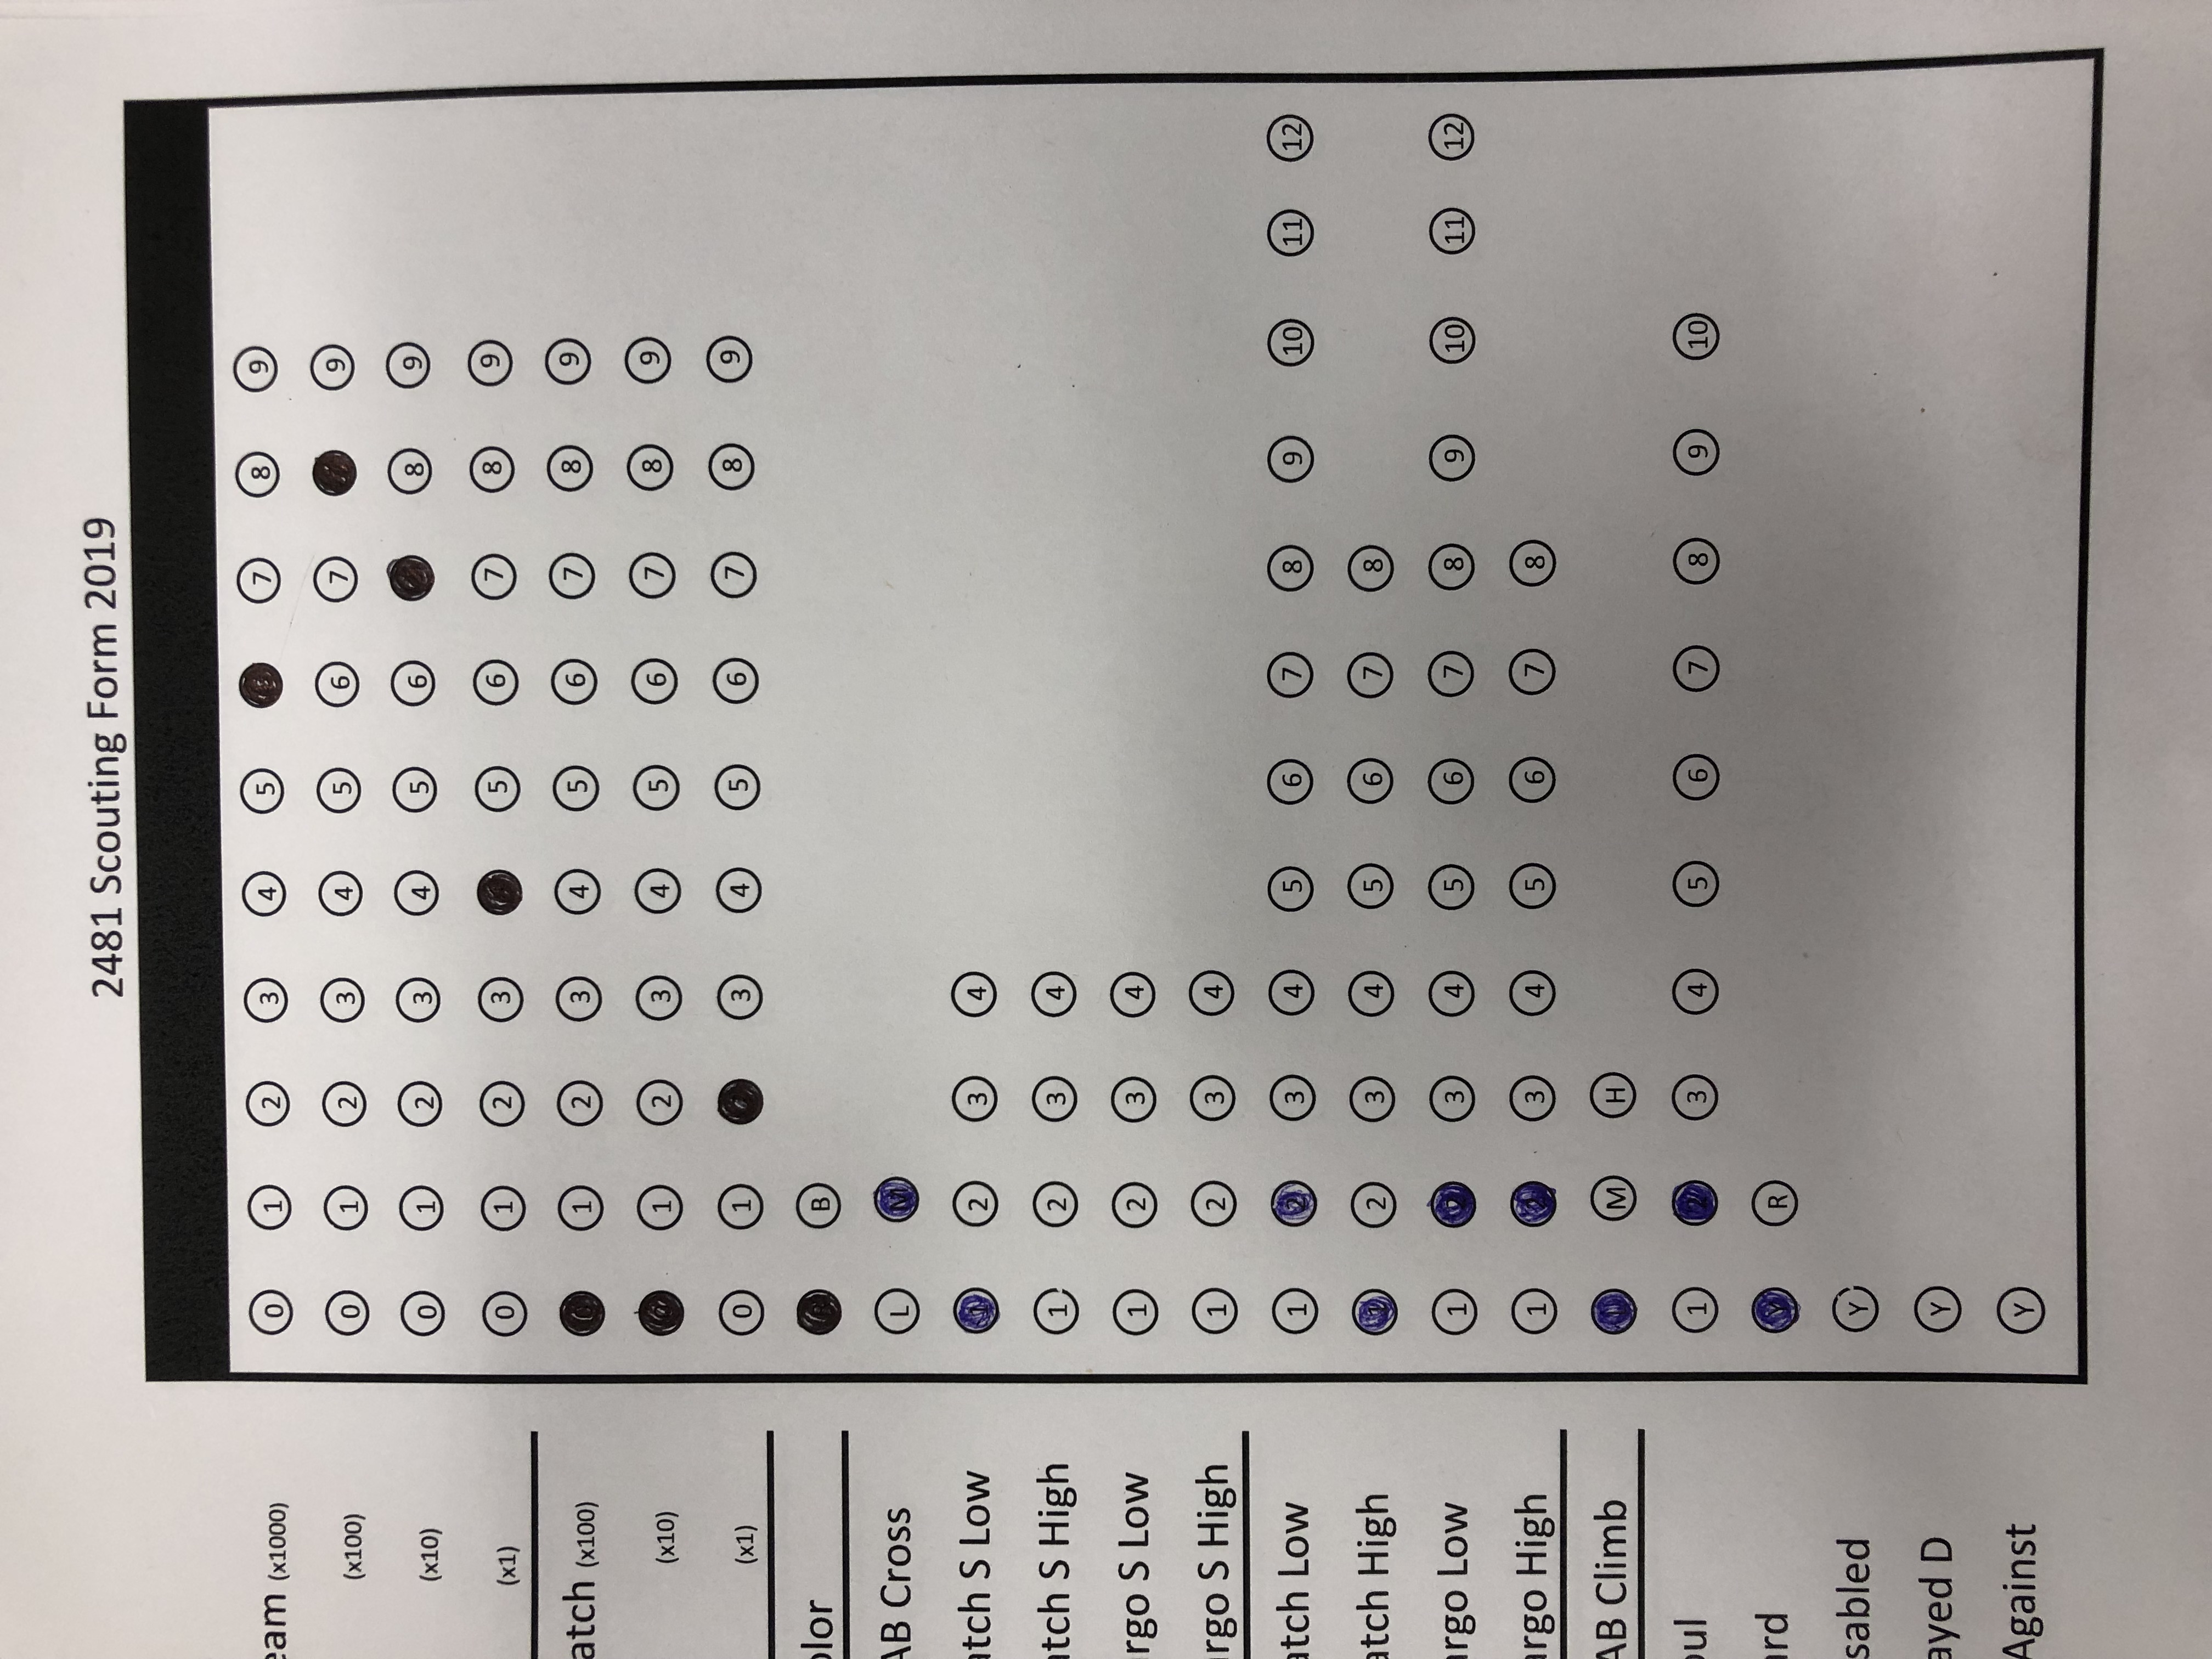 2481 Scouting Form 2019
eam (x1000) 0 1 2 3 4 5 7 8 9
(x100) 0 1 2 3 4 5 6 7 9
(x10) 0 1 2 3 4 5 6 8 9
(x1) 0 1 2 3 5 6 7 8 9
atch (x100) 1 2 3 4 5 6 7 8 9
(x10) 1 2 3 4 5 6 7 8 9
(x1) 0 1 3 4 5 6 7 8 9
olor B
AB Cross L M
atch S Low 1 2 3 4
atch S High 1 2 3 4
argo S Low 1 2 3 4
argo S High 1 2 3 4
atch Low 1 2 3 4 5 6 7 8 9 10 11 12
atch High 1 2 3 4 5 6 7 8
argo Low 1 2 3 4 5 6 7 8 9 10 11 12
argo High 1 2 3 4 5 6 7 8
AB Climb M H
oul 1 2 3 4 5 6 7 8 9 10
ard Y R
sabled Y
ayed D Y
Against Y